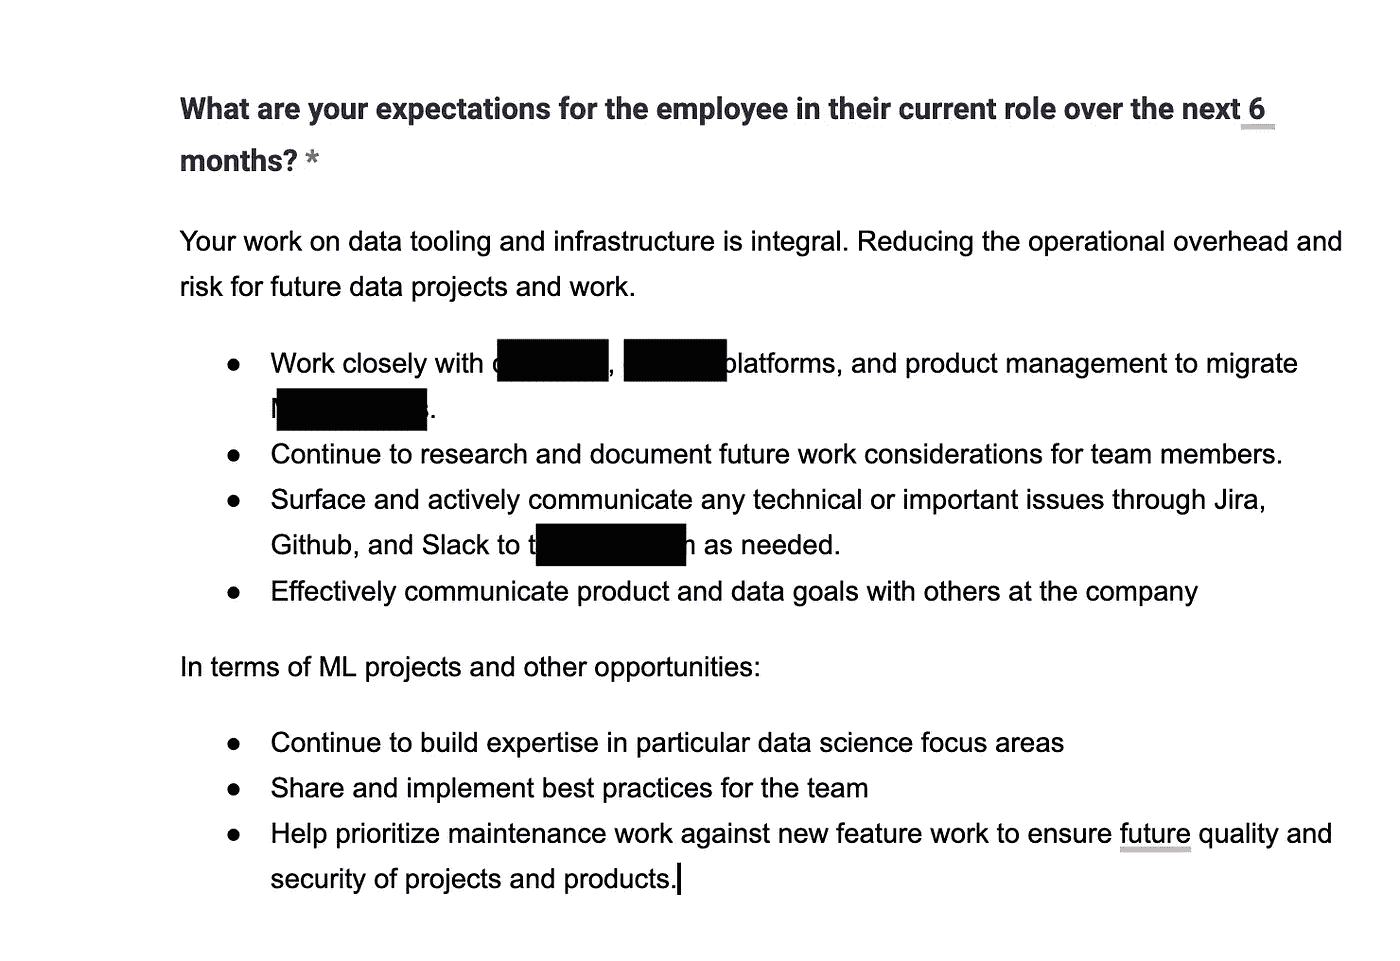 What are your expectations for the employee in their current role over the next 6
months? *
Your work on data tooling and infrastructure is integral. Reducing the operational overhead and
risk for future data projects and work.
● Work closely with , platforms, and product management to migrate
.
● Continue to research and document future work considerations for team members.
● Surface and actively communicate any technical or important issues through Jira,
Github, and Slack to as needed.
● Effectively communicate product and data goals with others at the company
In terms of ML projects and other opportunities:
● Continue to build expertise in particular data science focus areas
● Share and implement best practices for the team
● Help prioritize maintenance work against new feature work to ensure future quality and
security of projects and products.